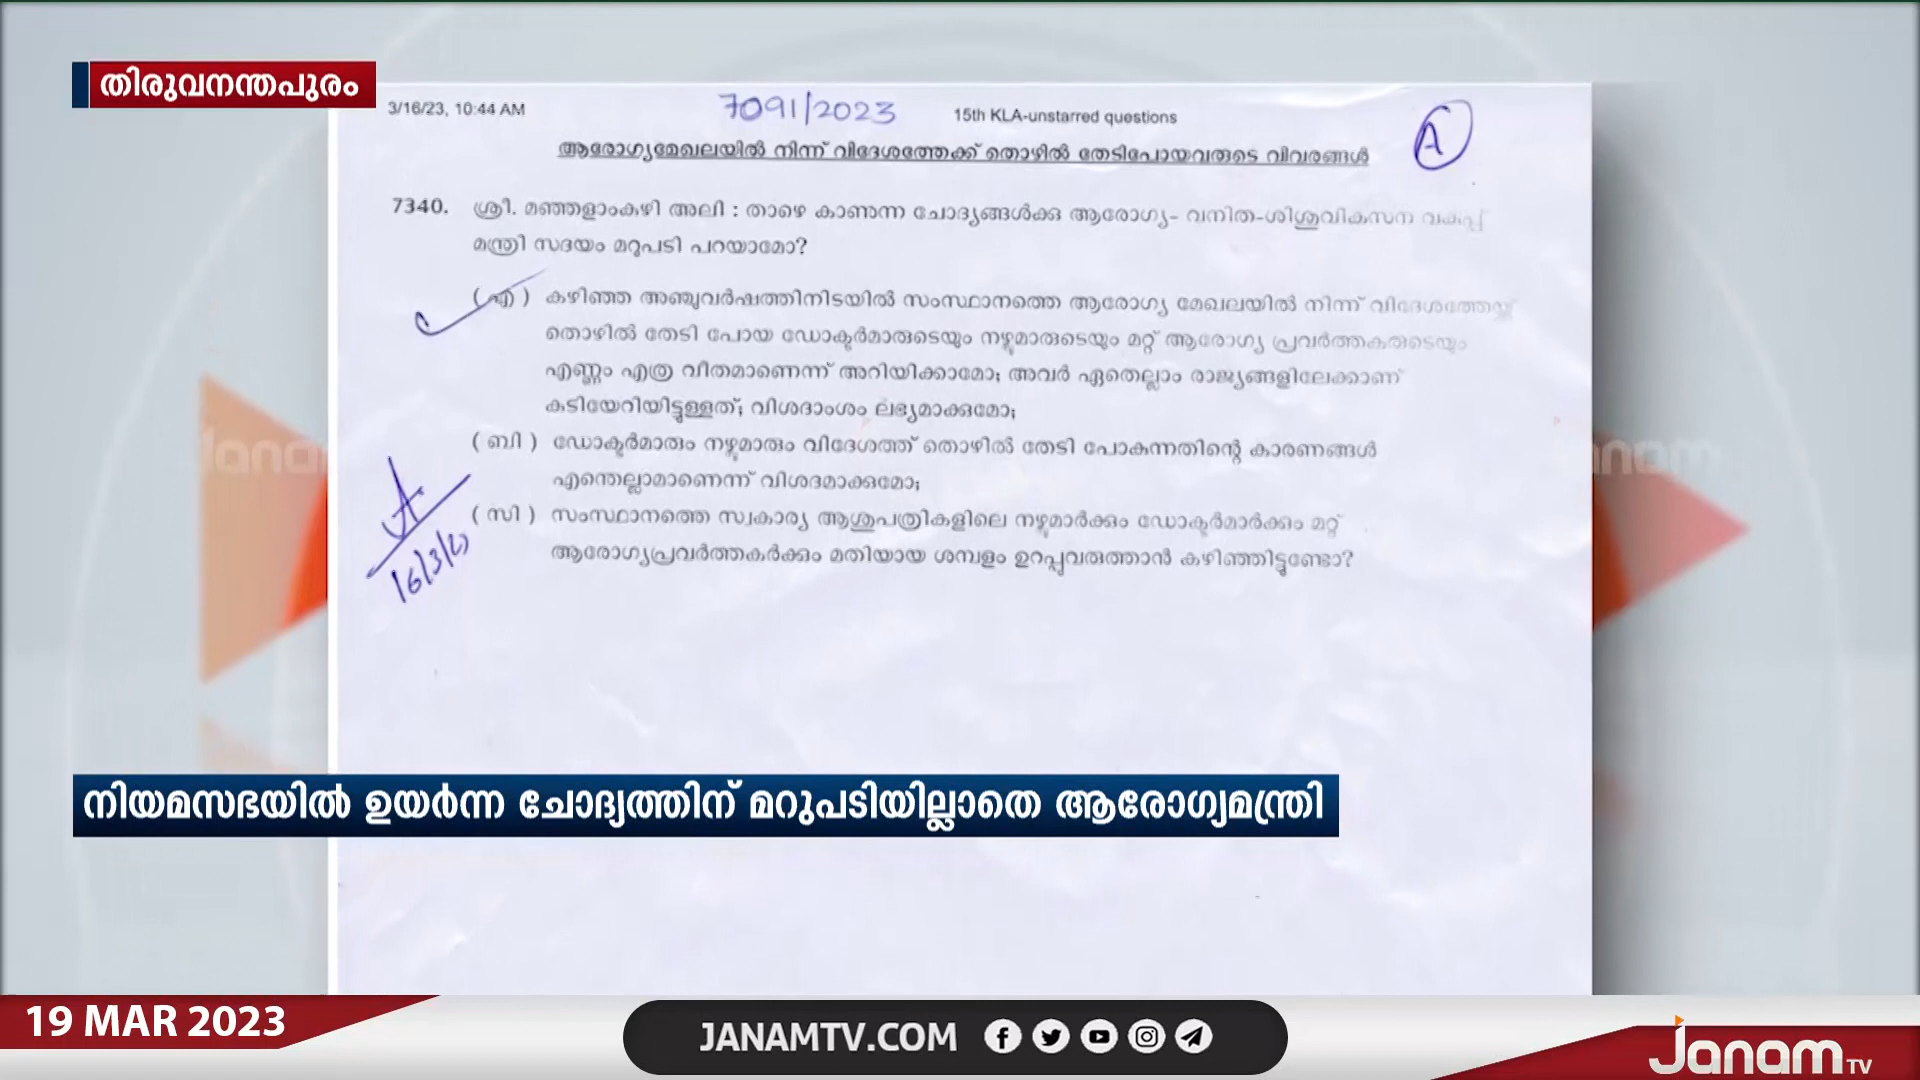 തിരുവനന്തപുരം
3/16/23, 10:44 AM
7091/2023
15th KLA-unstarred questions
A
ആരോഗ്യമേഖലയിൽ നിന്ന് വിദേശത്തേക്ക് തൊഴിൽ തേടിപോയവരുടെ വിവരങ്ങൾ
7340. ശ്രീ. മഞ്ഞളാംകുഴി അലി : താഴെ കാണുന്ന ചോദ്യങ്ങൾക്കു ആരോഗ്യ- വനിത-ശിശുവികസന വകുപ്പ്
മന്ത്രി സദയം മറുപടി പറയാമോ?
(എ) കഴിഞ്ഞ അഞ്ചുവർഷത്തിനിടയിൽ സംസ്ഥാനത്തെ ആരോഗ്യ മേഖലയിൽ നിന്ന് വിദേശത്തേയ്ക്ക്
തൊഴിൽ തേടി പോയ ഡോക്ടർമാരുടെയും നഴ്സുമാരുടെയും മറ്റ് ആരോഗ്യ പ്രവർത്തകരുടെയും
എണ്ണം എത്ര വീതമാണെന്ന് അറിയിക്കാമോ; അവർ ഏതെല്ലാം രാജ്യങ്ങളിലേക്കാണ്
കുടിയേറിയിട്ടുള്ളത്; വിശദാംശം ലഭ്യമാക്കുമോ;
(ബി) ഡോക്ടർമാരും നഴ്സുമാരും വിദേശത്ത് തൊഴിൽ തേടി പോകുന്നതിന്റെ കാരണങ്ങൾ
എന്തെല്ലാമാണെന്ന് വിശദമാക്കുമോ;
(സി) സംസ്ഥാനത്തെ സ്വകാര്യ ആശുപത്രികളിലെ നഴ്സുമാർക്കും ഡോക്ടർമാർക്കും മറ്റ്
ആരോഗ്യപ്രവർത്തകർക്കും മതിയായ ശമ്പളം ഉറപ്പുവരുത്താൻ കഴിഞ്ഞിട്ടുണ്ടോ?
നിയമസഭയിൽ ഉയർന്ന ചോദ്യത്തിന് മറുപടിയില്ലാതെ ആരോഗ്യമന്ത്രി
19 MAR 2023
JANAMTV.COM
Janam TV